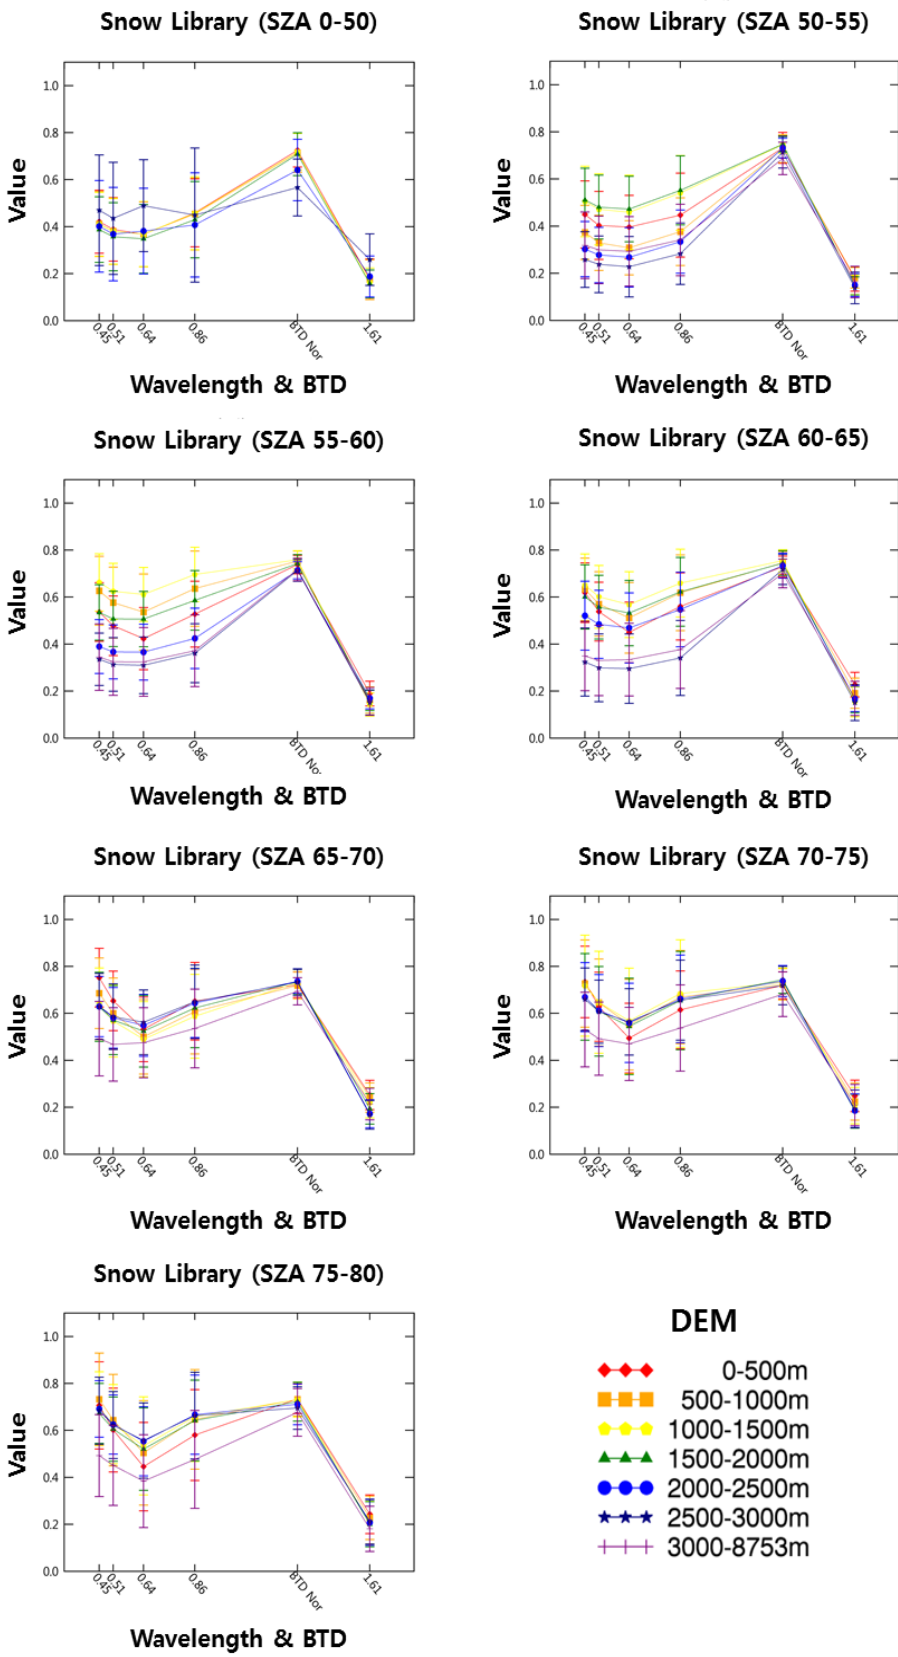 Snow Library (SZA 0-50)
Value
1.0
0.8
0.6
0.4
0.2
0.0
0.45
0.51
0.64
0.86
BTD Nor
1.61
Wavelength & BTD
Snow Library (SZA 50-55)
Value
1.0
0.8
0.6
0.4
0.2
0.0
0.45
0.51
0.64
0.86
BTD Nor
1.61
Wavelength & BTD
Snow Library (SZA 55-60)
Value
1.0
0.8
0.6
0.4
0.2
0.0
0.45
0.51
0.64
0.86
BTD Nor
1.61
Wavelength & BTD
Snow Library (SZA 60-65)
Value
1.0
0.8
0.6
0.4
0.2
0.0
0.45
0.51
0.64
0.86
BTD Nor
1.61
Wavelength & BTD
Snow Library (SZA 65-70)
Value
1.0
0.8
0.6
0.4
0.2
0.0
0.45
0.51
0.64
0.86
BTD Nor
1.61
Wavelength & BTD
Snow Library (SZA 70-75)
Value
1.0
0.8
0.6
0.4
0.2
0.0
0.45
0.51
0.64
0.86
BTD Nor
1.61
Wavelength & BTD
Snow Library (SZA 75-80)
Value
1.0
0.8
0.6
0.4
0.2
0.0
0.45
0.51
0.64
0.86
BTD Nor
1.61
Wavelength & BTD
DEM
0-500m
500-1000m
1000-1500m
1500-2000m
2000-2500m
2500-3000m
3000-8753m